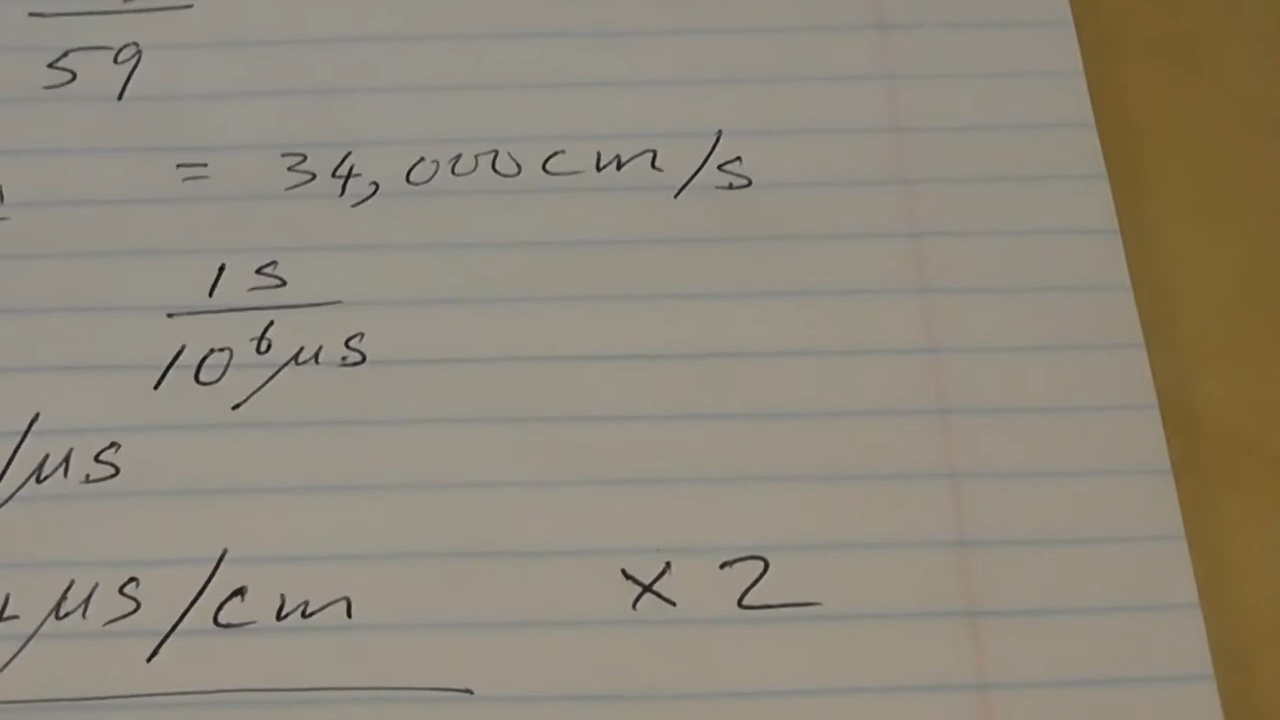 59
= 34,000 cm/s
1 s
10⁶ μs
/μs
μs/cm × 2